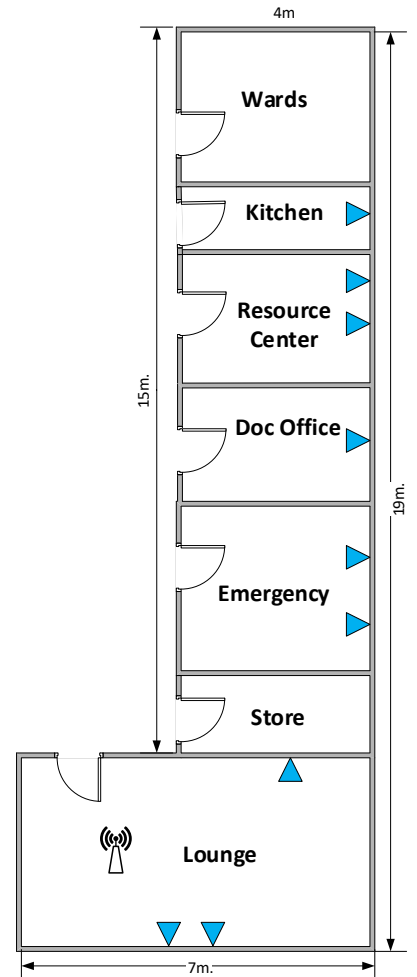 4m
Wards
Kitchen
Resource
Center
15m.
Doc Office
19m.
Emergency
Store
Lounge
7m.